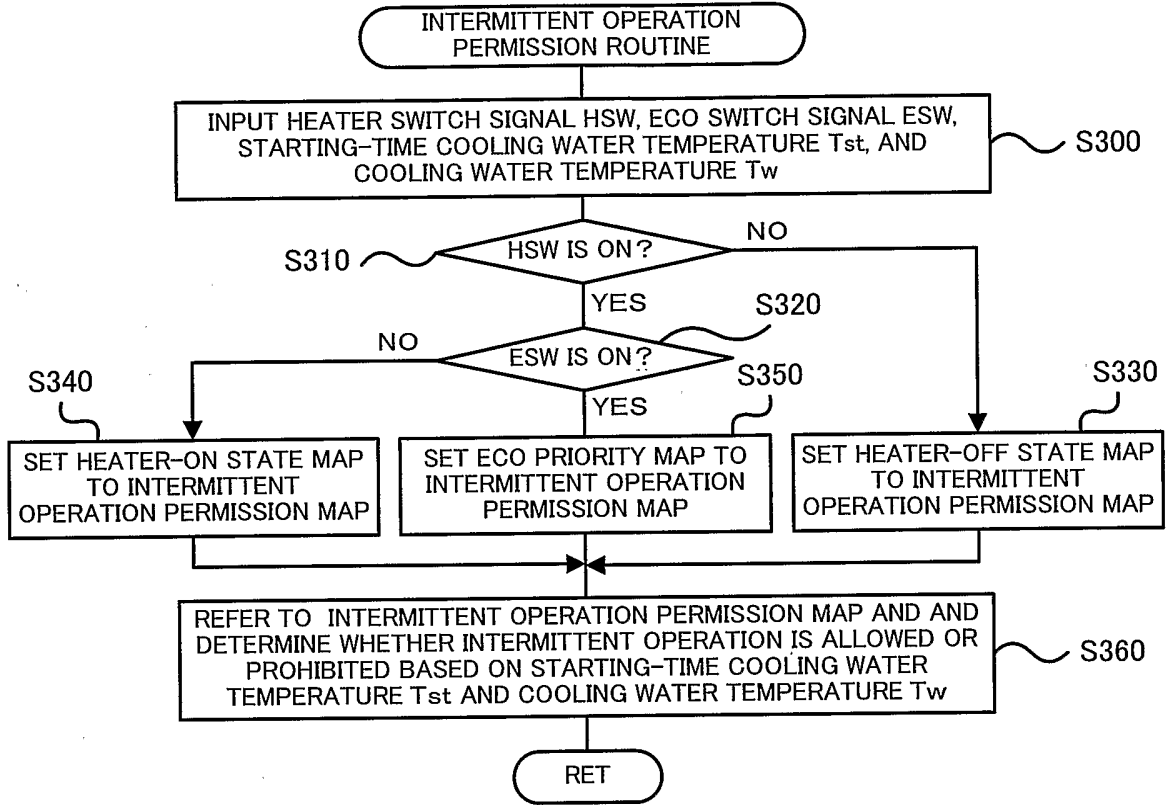 INTERMITTENT OPERATION
PERMISSION ROUTINE
INPUT HEATER SWITCH SIGNAL HSW, ECO SWITCH SIGNAL ESW,
STARTING-TIME COOLING WATER TEMPERATURE Tst, AND
COOLING WATER TEMPERATURE Tw
S300
HSW IS ON?
NO
S310
YES
S320
NO
ESW IS ON?
S340
S350
S330
YES
SET HEATER-ON STATE MAP
TO INTERMITTENT
OPERATION PERMISSION MAP
SET ECO PRIORITY MAP TO
INTERMITTENT OPERATION
PERMISSION MAP
SET HEATER-OFF STATE MAP
TO INTERMITTENT
OPERATION PERMISSION MAP
REFER TO INTERMITTENT OPERATION PERMISSION MAP AND AND
DETERMINE WHETHER INTERMITTENT OPERATION IS ALLOWED OR
PROHIBITED BASED ON STARTING-TIME COOLING WATER
TEMPERATURE Tst AND COOLING WATER TEMPERATURE Tw
S360
RET